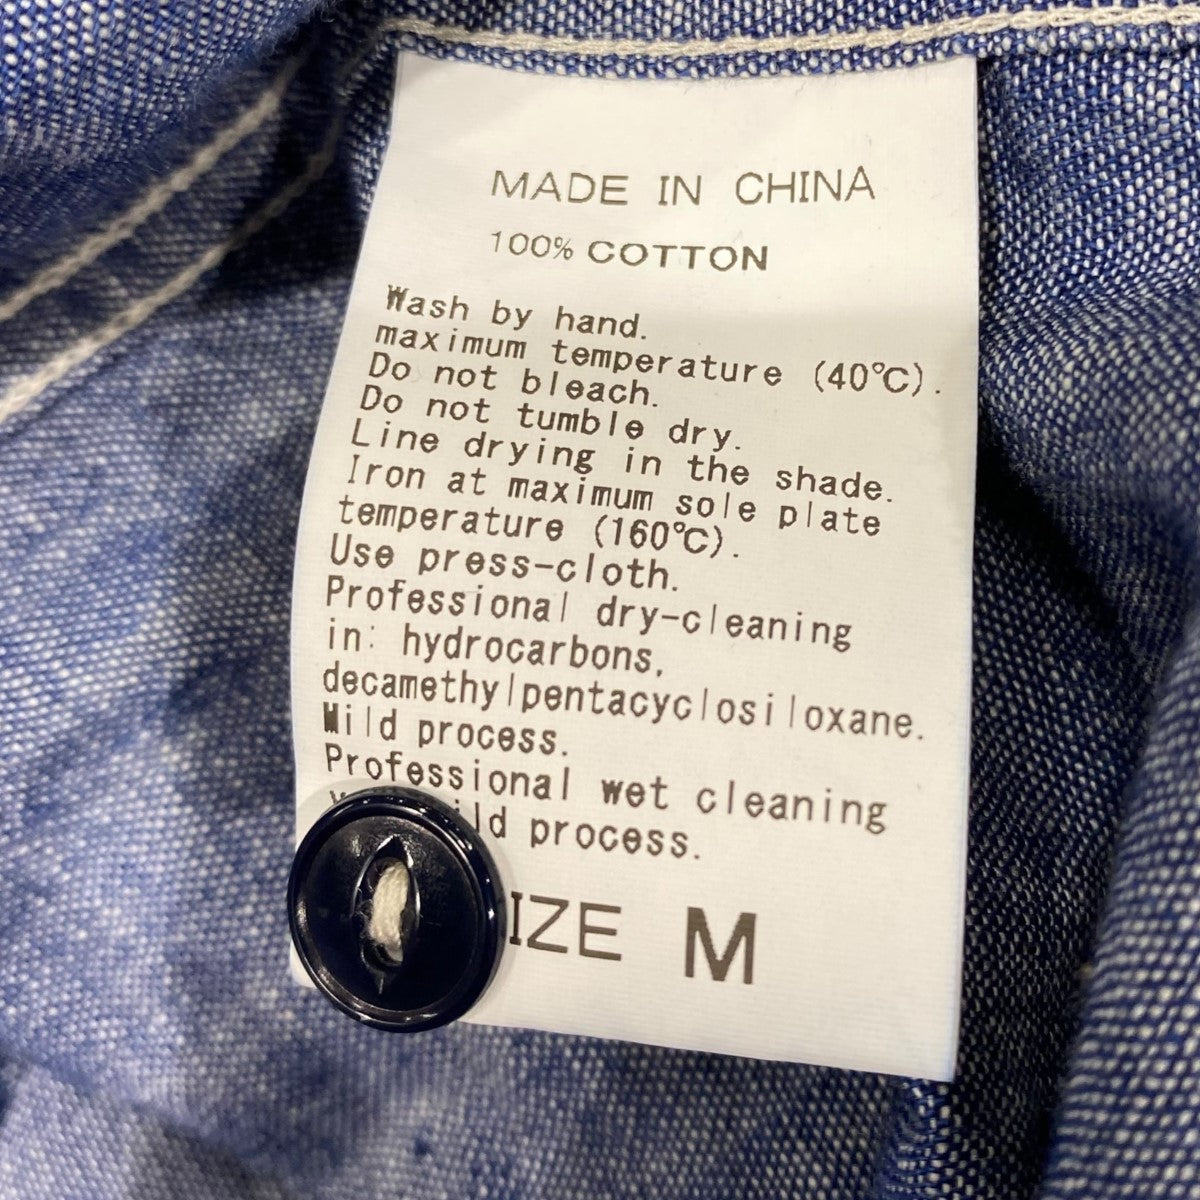 MADE IN CHINA
100% COTTON
Wash by hand.
maximum temperature (40℃).
Do not bleach.
Do not tumble dry.
Line drying in the shade.
Iron at maximum sole plate
temperature (160℃).
Use press-cloth.
Professional dry-cleaning
in: hydrocarbons,
decamethylpentacyclosiloxane.
Mild process.
Professional wet cleaning
process.
M